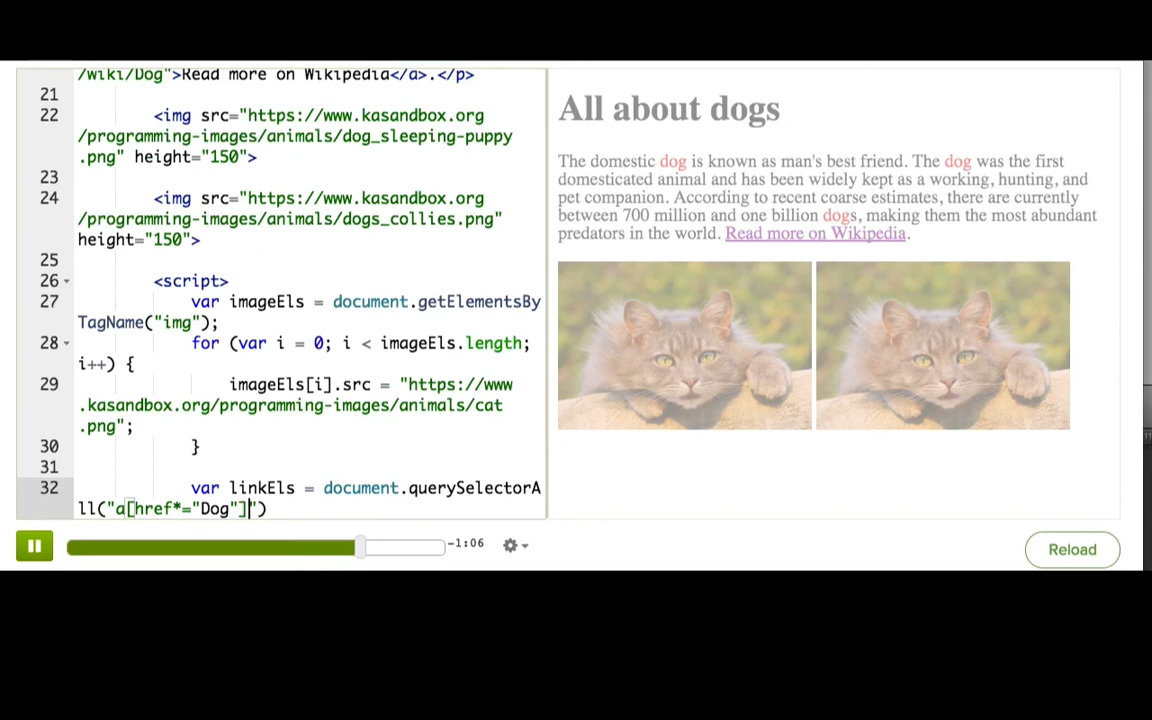 /wiki/Dog">Read more on Wikipedia</a>.</p>
21
22 <img src="https://www.kasandbox.org
/programming-images/animals/dog_sleeping-puppy
.png" height="150">
23
24 <img src="https://www.kasandbox.org
/programming-images/animals/dogs_collies.png"
height="150">
25
26 <script>
27 var imageEls = document.getElementsBy
TagName("img");
28 for (var i = 0; i < imageEls.length;
i++) {
29 imageEls[i].src = "https://www
.kasandbox.org/programming-images/animals/cat
.png";
30 }
31
32 var linkEls = document.querySelectorA
ll("a[href*="Dog"]")
All about dogs
The domestic dog is known as man's best friend. The dog was the first
domesticated animal and has been widely kept as a working, hunting, and
pet companion. According to recent coarse estimates, there are currently
between 700 million and one billion dogs, making them the most abundant
predators in the world. Read more on Wikipedia.
-1:06
Reload